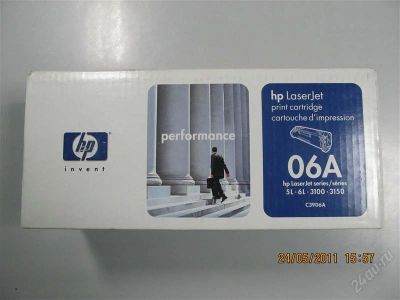 hp
invent
performance
hp LaserJet
print cartridge
cartouche d'impression
06A
hp LaserJet series/séries
5L • 6L • 3100 • 3150
C3906A
24/05/2011 15:57
24au.ru